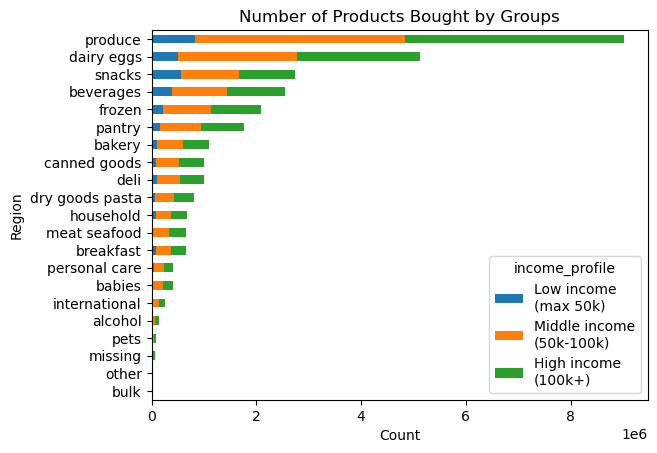 Number of Products Bought by Groups
produce
dairy eggs
snacks
beverages
frozen
pantry
bakery
canned goods
deli
dry goods pasta
household
meat seafood
breakfast
personal care
babies
international
alcohol
pets
missing
other
bulk
Region
income_profile
Low income
(max 50k)
Middle income
(50k-100k)
High income
(100k+)
0 2 4 6 8
1e6
Count